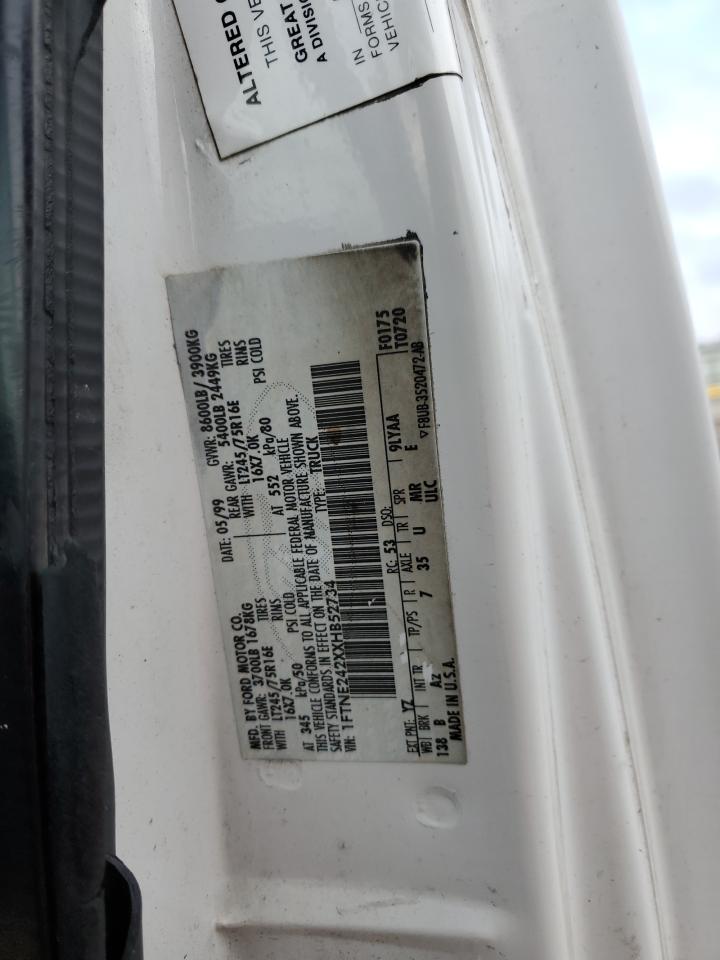 ALTERED
THIS VE
GREAT
A DIVISION
IN
FORMS
VEHIC
MFD. BY FORD MOTOR CO.
DATE: 05/99 GVWR: 8600LB/ 3900KG
FRONT GAWR: 3700LB 1678KG REAR GAWR: 5400LB 2449KG
WITH LT245/75R16E TIRES WITH LT245/75R16E TIRES
16X7.0K 16X7.0K RIMS
AT 345 kPa/50 PSI COLD AT 552 kPa/80 PSI COLD
THIS VEHICLE CONFORMS TO ALL APPLICABLE FEDERAL MOTOR VEHICLE
SAFETY STANDARDS IN EFFECT ON THE DATE OF MANUFACTURE SHOWN ABOVE.
VIN: 1FTNE242XXHB52734 TYPE: TRUCK
F0175
T0720
EXT PNT: YZ RC: 53 DSO: 9LYAA
WB BRK INT TR TP/PS R AXLE TR SPR
138 B Az 7 35 U MR E
ULC
MADE IN U.S.A. F8UB-3520472-AB